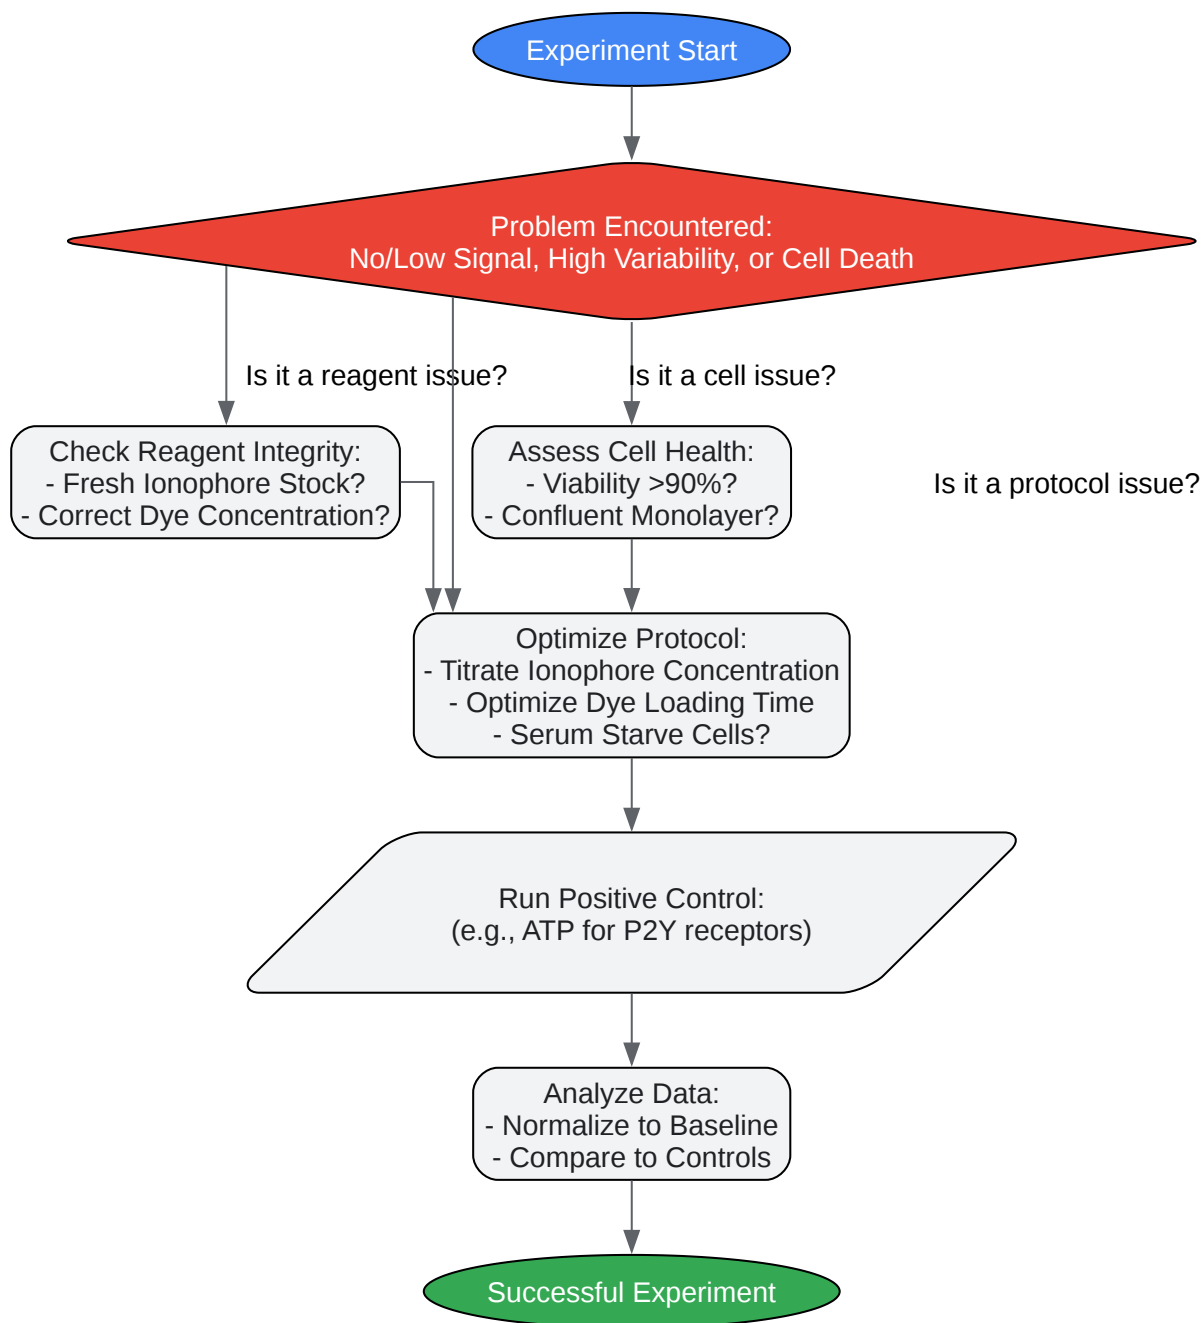 Experiment Start
Problem Encountered:
No/Low Signal, High Variability, or Cell Death
Is it a reagent issue?
Is it a cell issue?
Check Reagent Integrity:
- Fresh Ionophore Stock?
- Correct Dye Concentration?
Assess Cell Health:
- Viability >90%?
- Confluent Monolayer?
Is it a protocol issue?
Optimize Protocol:
- Titrate Ionophore Concentration
- Optimize Dye Loading Time
- Serum Starve Cells?
Run Positive Control:
(e.g., ATP for P2Y receptors)
Analyze Data:
- Normalize to Baseline
- Compare to Controls
Successful Experiment